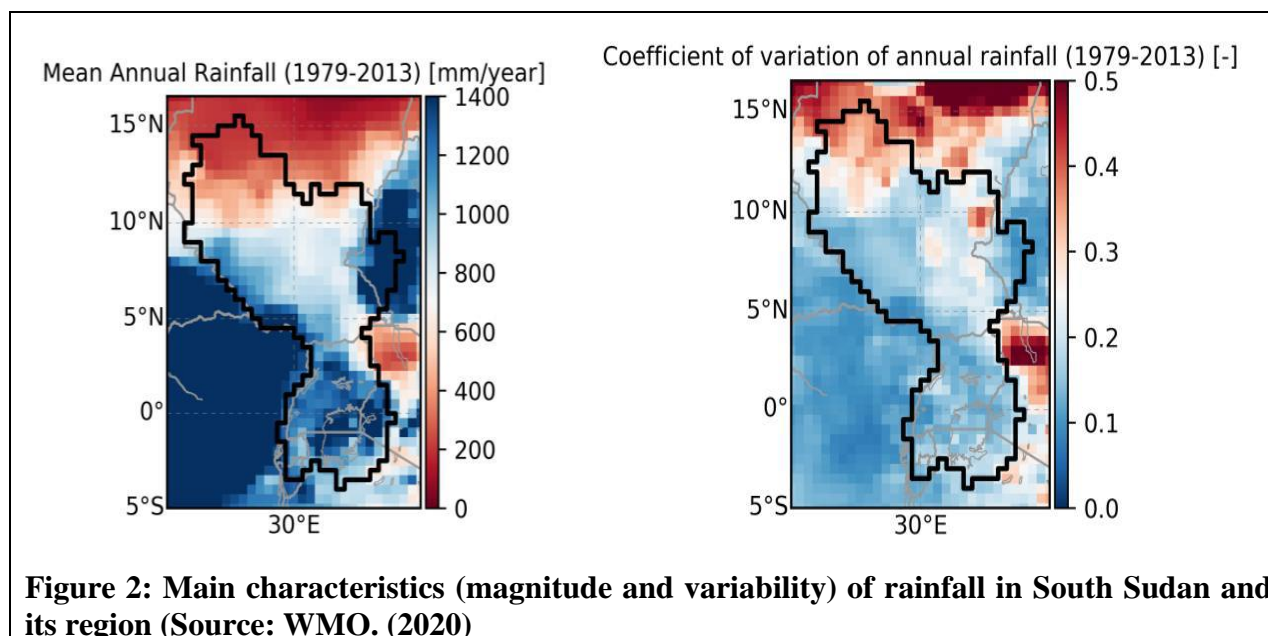 Mean Annual Rainfall (1979-2013) [mm/year]
15°N
10°N
5°N
0°
5°S
30°E
1400
1200
1000
800
600
400
200
0
Coefficient of variation of annual rainfall (1979-2013) [-]
15°N
10°N
5°N
0°
5°S
30°E
0.5
0.4
0.3
0.2
0.1
0.0
Figure 2: Main characteristics (magnitude and variability) of rainfall in South Sudan and
its region (Source: WMO. (2020)